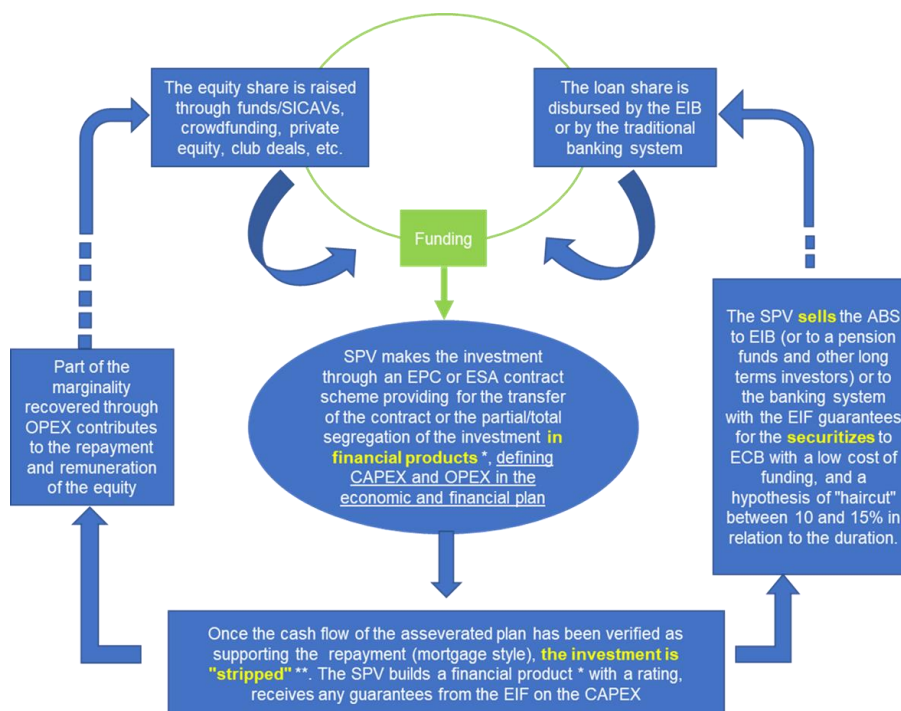 The equity share is raised
through funds/SICAVs,
crowdfunding, private
equity, club deals, etc.
The loan share is
disbursed by the EIB
or by the traditional
banking system
Funding
SPV makes the investment
through an EPC or ESA contract
scheme providing for the transfer
of the contract or the partial/total
segregation of the investment in
financial products *, defining
CAPEX and OPEX in the
economic and financial plan
Part of the
marginality
recovered through
OPEX contributes
to the repayment
and remuneration
of the equity
The SPV sells the ABS
to EIB (or to a pension
funds and other long
terms investors) or to
the banking system
with the EIF guarantees
for the securitizes to
ECB with a low cost of
funding, and a
hypothesis of "haircut"
between 10 and 15% in
relation to the duration.
Once the cash flow of the asseverated plan has been verified as
supporting the repayment (mortgage style), the investment is
"stripped" **. The SPV builds a financial product * with a rating,
receives any guarantees from the EIF on the CAPEX